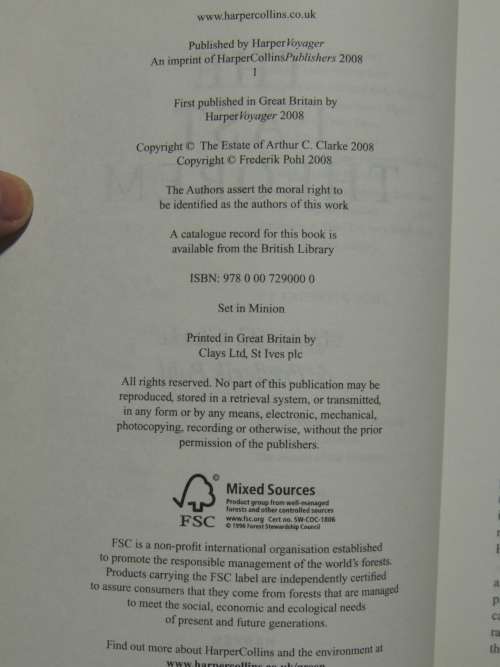 www.harpercollins.co.uk
Published by HarperVoyager
An imprint of HarperCollinsPublishers 2008
1
First published in Great Britain by
HarperVoyager 2008
Copyright © The Estate of Arthur C. Clarke 2008
Copyright © Frederik Pohl 2008
The Authors assert the moral right to
be identified as the authors of this work
A catalogue record for this book is
available from the British Library
ISBN: 978 0 00 729000 0
Set in Minion
Printed in Great Britain by
Clays Ltd, St Ives plc
All rights reserved. No part of this publication may be
reproduced, stored in a retrieval system, or transmitted,
in any form or by any means, electronic, mechanical,
photocopying, recording or otherwise, without the prior
permission of the publishers.
©
FSC
Mixed Sources
Product group from well-managed
forests and other controlled sources
www.fsc.org Cert no. SW-COC-1806
© 1996 Forest Stewardship Council
FSC is a non-profit international organisation established
to promote the responsible management of the world's forests.
Products carrying the FSC label are independently certified
to assure consumers that they come from forests that are managed
to meet the social, economic and ecological needs
of present and future generations.
Find out more about HarperCollins and the environment at
www.harpercollins.co.uk/green